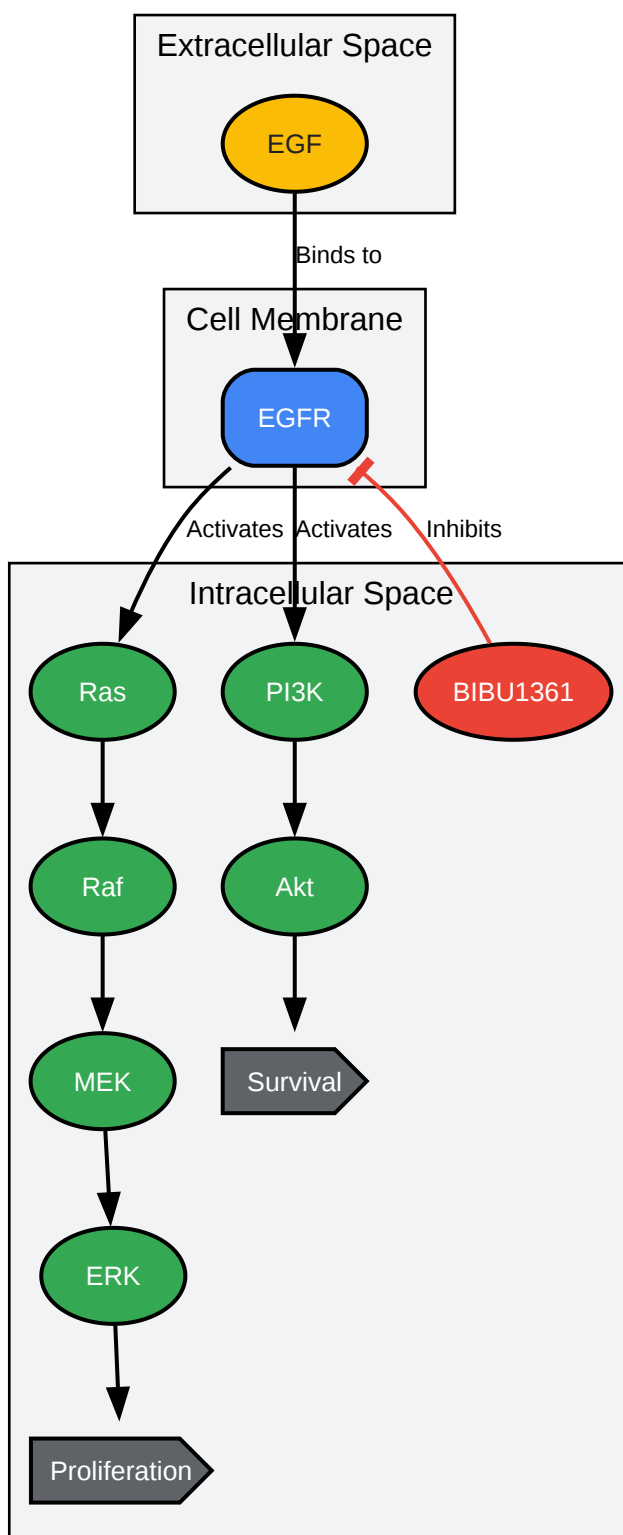 Extracellular Space
EGF
Binds to
Cell Membrane
EGFR
Activates
Activates
Inhibits
Intracellular Space
Ras
PI3K
BIBU1361
Raf
Akt
MEK
Survival
ERK
Proliferation